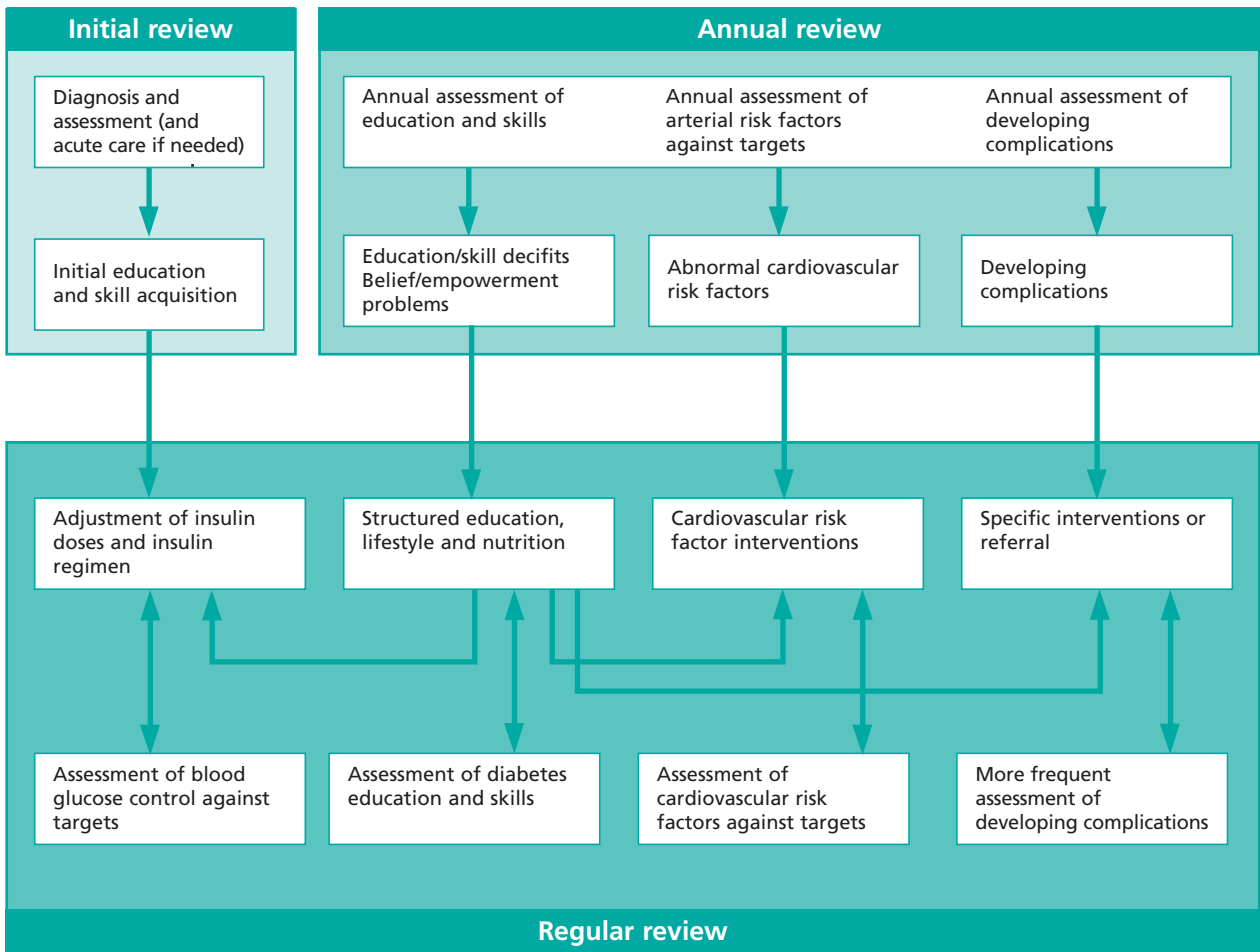 Initial review
Diagnosis and
assessment (and
acute care if needed)
Initial education
and skill acquisition
Annual review
Annual assessment of
education and skills
Annual assessment of
arterial risk factors
against targets
Annual assessment of
developing
complications
Education/skill decifits
Belief/empowerment
problems
Abnormal cardiovascular
risk factors
Developing
complications
Adjustment of insulin
doses and insulin
regimen
Structured education,
lifestyle and nutrition
Cardiovascular risk
factor interventions
Specific interventions or
referral
Assessment of blood
glucose control against
targets
Assessment of diabetes
education and skills
Assessment of
cardiovascular risk
factors against targets
More frequent
assessment of
developing complications
Regular review